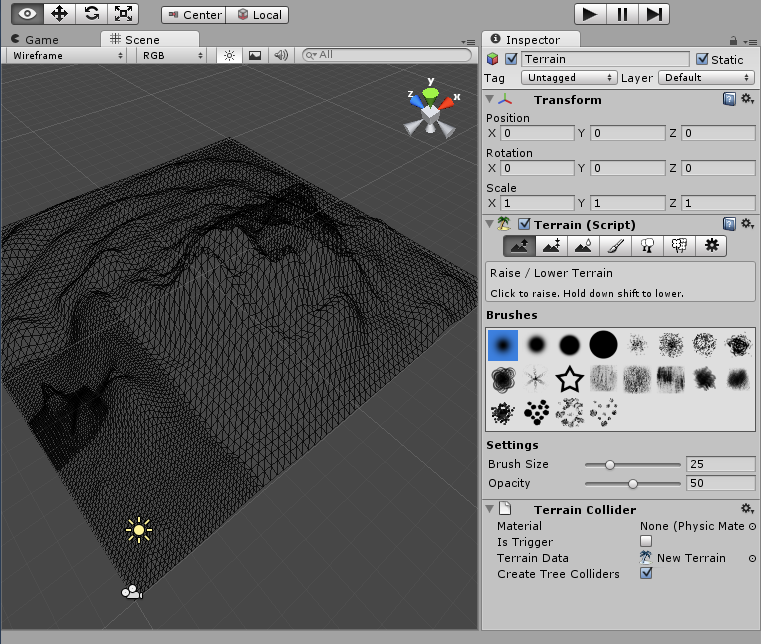 Center Local
Game Scene
Wireframe RGB All
y
z x
Inspector
Terrain Static
Tag Untagged Layer Default
Transform
Position
X 0 Y 0 Z 0
Rotation
X 0 Y 0 Z 0
Scale
X 1 Y 1 Z 1
Terrain (Script)
Raise / Lower Terrain
Click to raise. Hold down shift to lower.
Brushes
Settings
Brush Size 25
Opacity 50
Terrain Collider
Material None (Physic Mate
Is Trigger
Terrain Data New Terrain
Create Tree Colliders